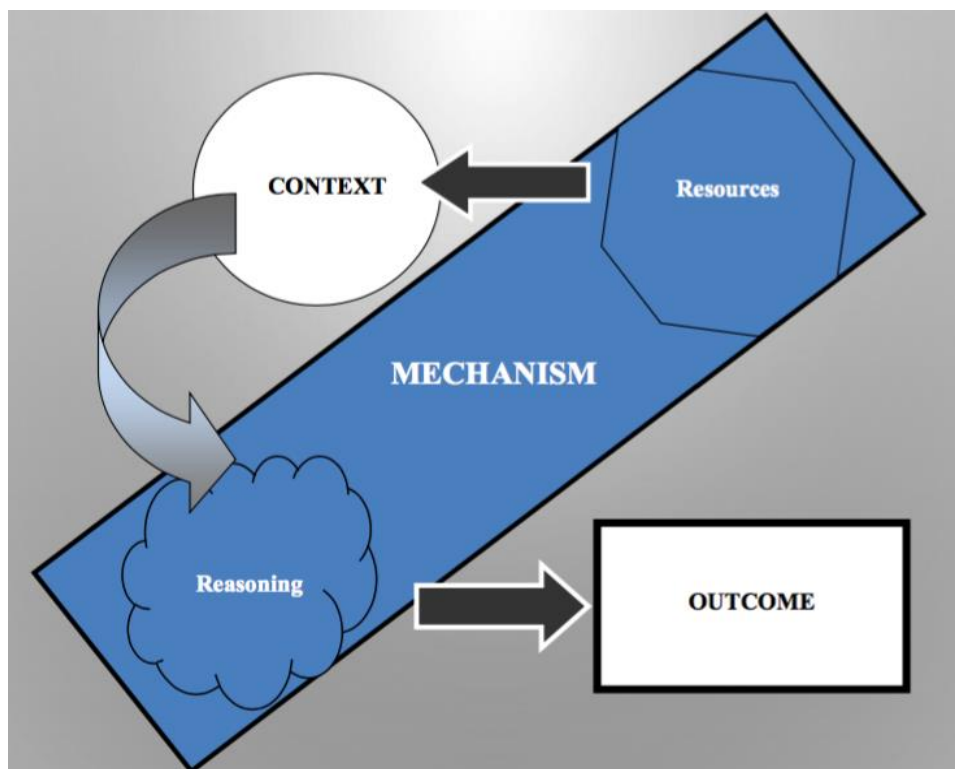 CONTEXT
Resources
MECHANISM
Reasoning
OUTCOME